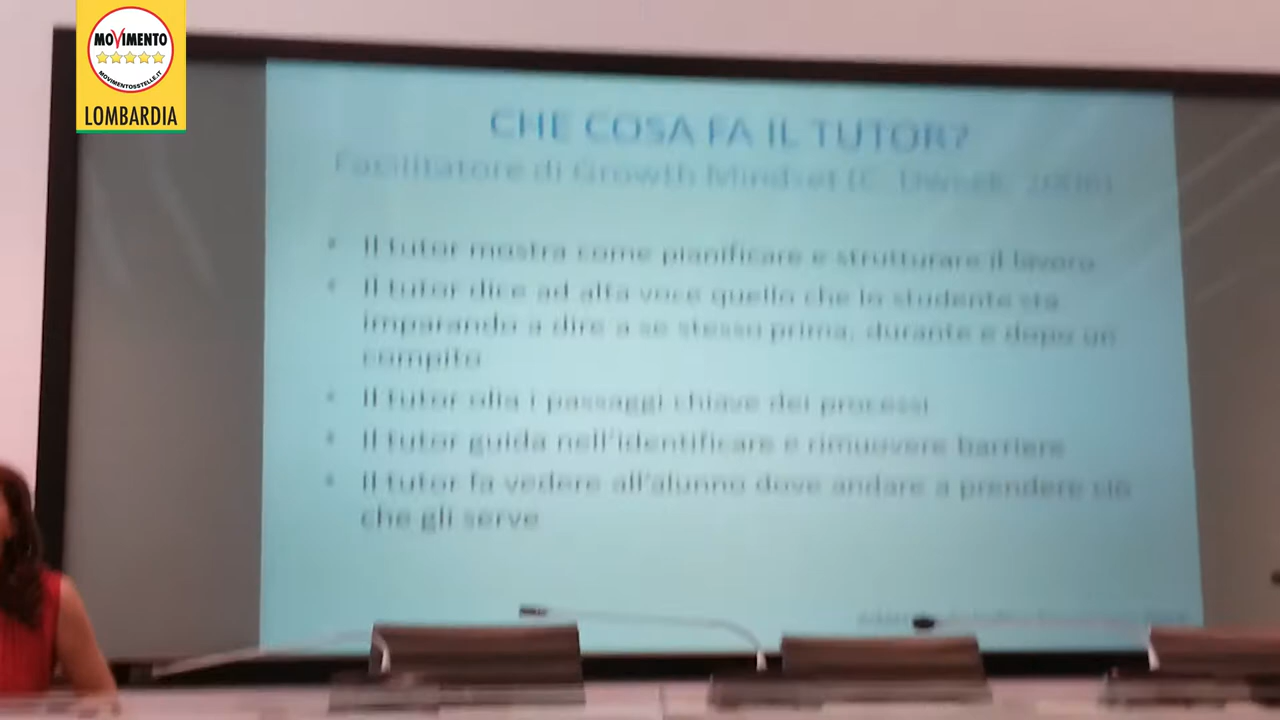 MOVIMENTO
MOVIMENTO5STELLE.IT
LOMBARDIA
CHE COSA FA IL TUTOR?
Facilitatore di Growth Mindset (C. Dweck, 2006)
• Il tutor mostra come pianificare e strutturare il lavoro
• Il tutor dice ad alta voce quello che lo studente sta
imparando a dire a se stesso prima, durante e dopo un
compito
• Il tutor olia i passaggi chiave dei processi
• Il tutor guida nell'identificare e rimuovere barriere
• Il tutor fa vedere all'alunno dove andare a prendere ciò
che gli serve